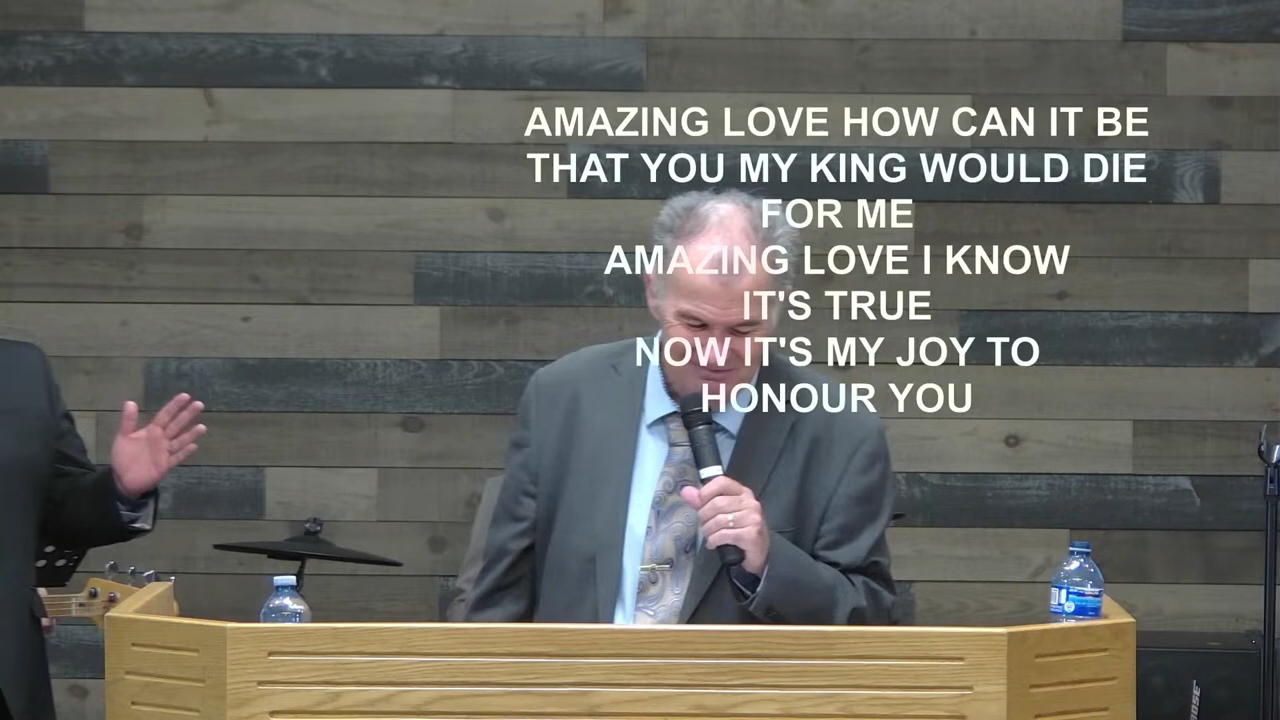 AMAZING LOVE HOW CAN IT BE
THAT YOU MY KING WOULD DIE
FOR ME
AMAZING LOVE I KNOW
IT'S TRUE
NOW IT'S MY JOY TO
HONOUR YOU